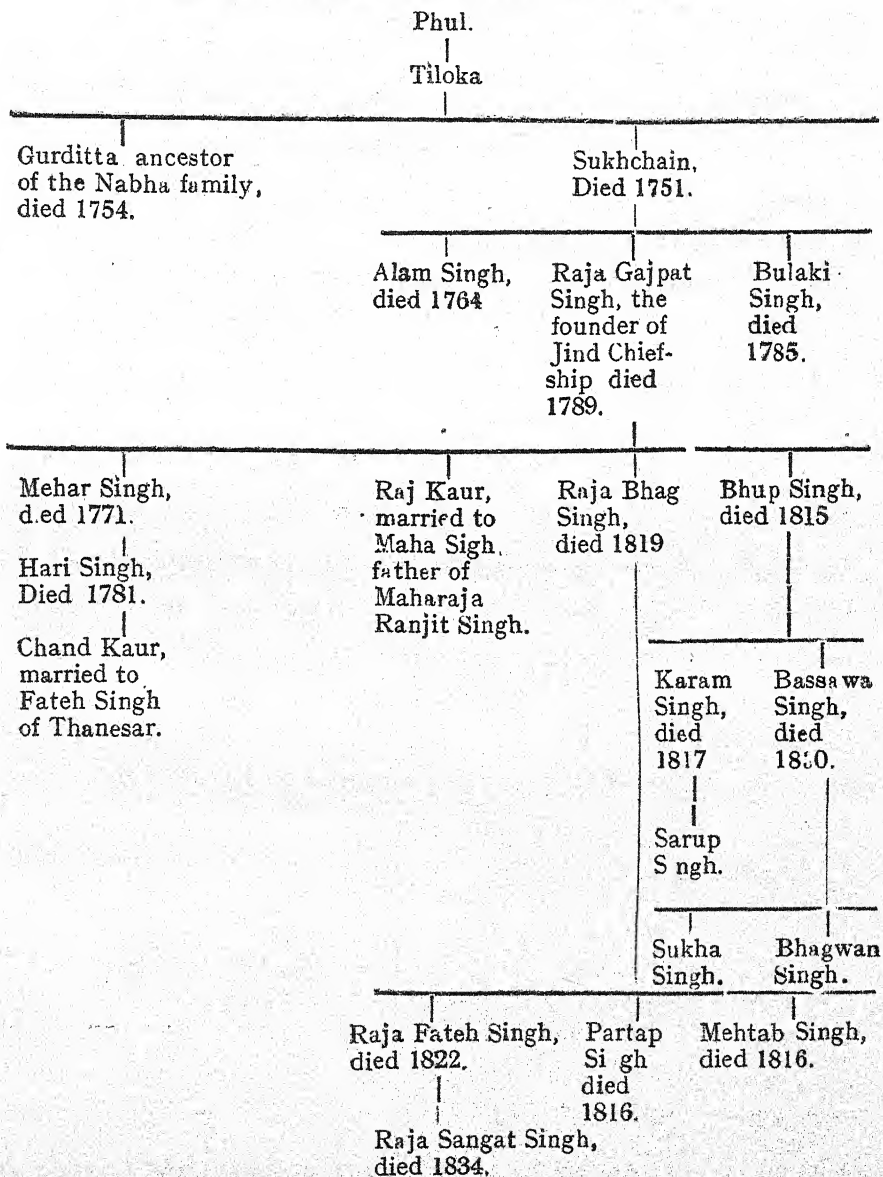 Phul.
Tiloka
Gurditta ancestor
of the Nabha family,
died 1754.
Sukhchain,
Died 1751.
Alam Singh,
died 1764
Raja Gajpat
Singh, the
founder of
Jind Chief-
ship died
1789.
Bulaki
Singh,
died
1785.
Mehar Singh,
d.ed 1771.
Hari Singh,
Died 1781.
Chand Kaur,
married to
Fateh Singh
of Thanesar.
Raj Kaur,
married to
Maha Sigh,
father of
Maharaja
Ranjit Singh.
Raja Bhag
Singh,
died 1819
Bhup Singh,
died 1815
Karam
Singh,
died
1817
Sarup
S ngh.
Bassawa
Singh,
died
Sukha
Singh.
Bhagwan
Singh.
Raja Fateh Singh,
died 1822.
Raja Sangat Singh,
died 1834.
Partap
Si gh
died
1816.
Mehtab Singh,
died 1816.